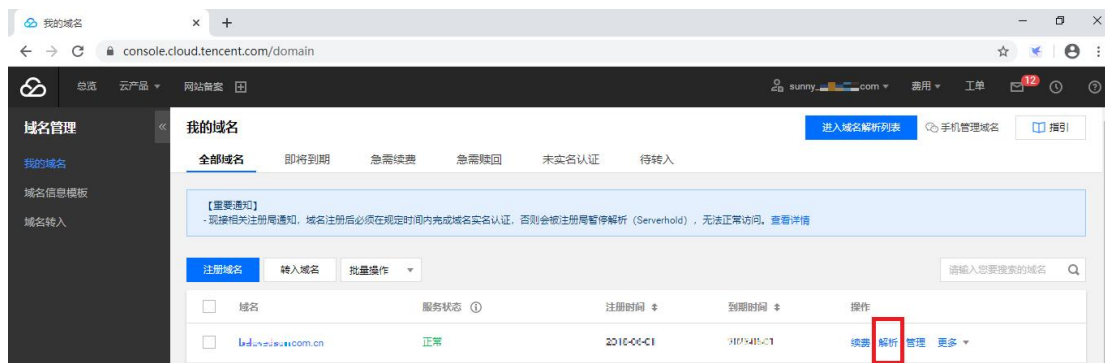 我的域名
console.cloud.tencent.com/domain
总览 云产品 网站备案 sunny_ com 费用 工单 12
域名管理 我的域名 进入域名解析列表 手机管理域名 指引
我的域名 全部域名 即将到期 急需续费 急需赎回 未实名认证 待转入
域名信息模板
域名转入
【重要通知】
- 现接相关注册局通知，域名注册后必须在规定时间内完成域名实名认证，否则会被注册局暂停解析（Serverhold），无法正常访问。查看详情
注册域名 转入域名 批量操作 请输入您要搜索的域名
域名 服务状态 注册时间 到期时间 操作
com.cn 正常 续费 解析 管理 更多